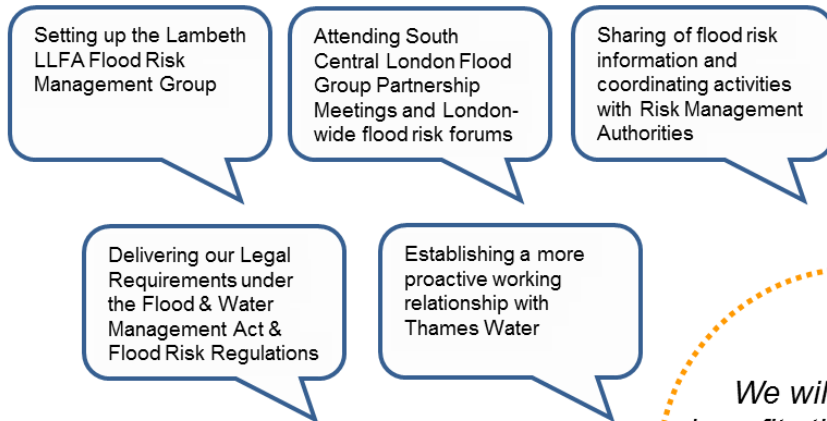 Setting up the Lambeth
LLFA Flood Risk
Management Group
Attending South
Central London Flood
Group Partnership
Meetings and London-
wide flood risk forums
Sharing of flood risk
information and
coordinating activities
with Risk Management
Authorities
Delivering our Legal
Requirements under
the Flood & Water
Management Act &
Flood Risk Regulations
Establishing a more
proactive working
relationship with
Thames Water
We wil